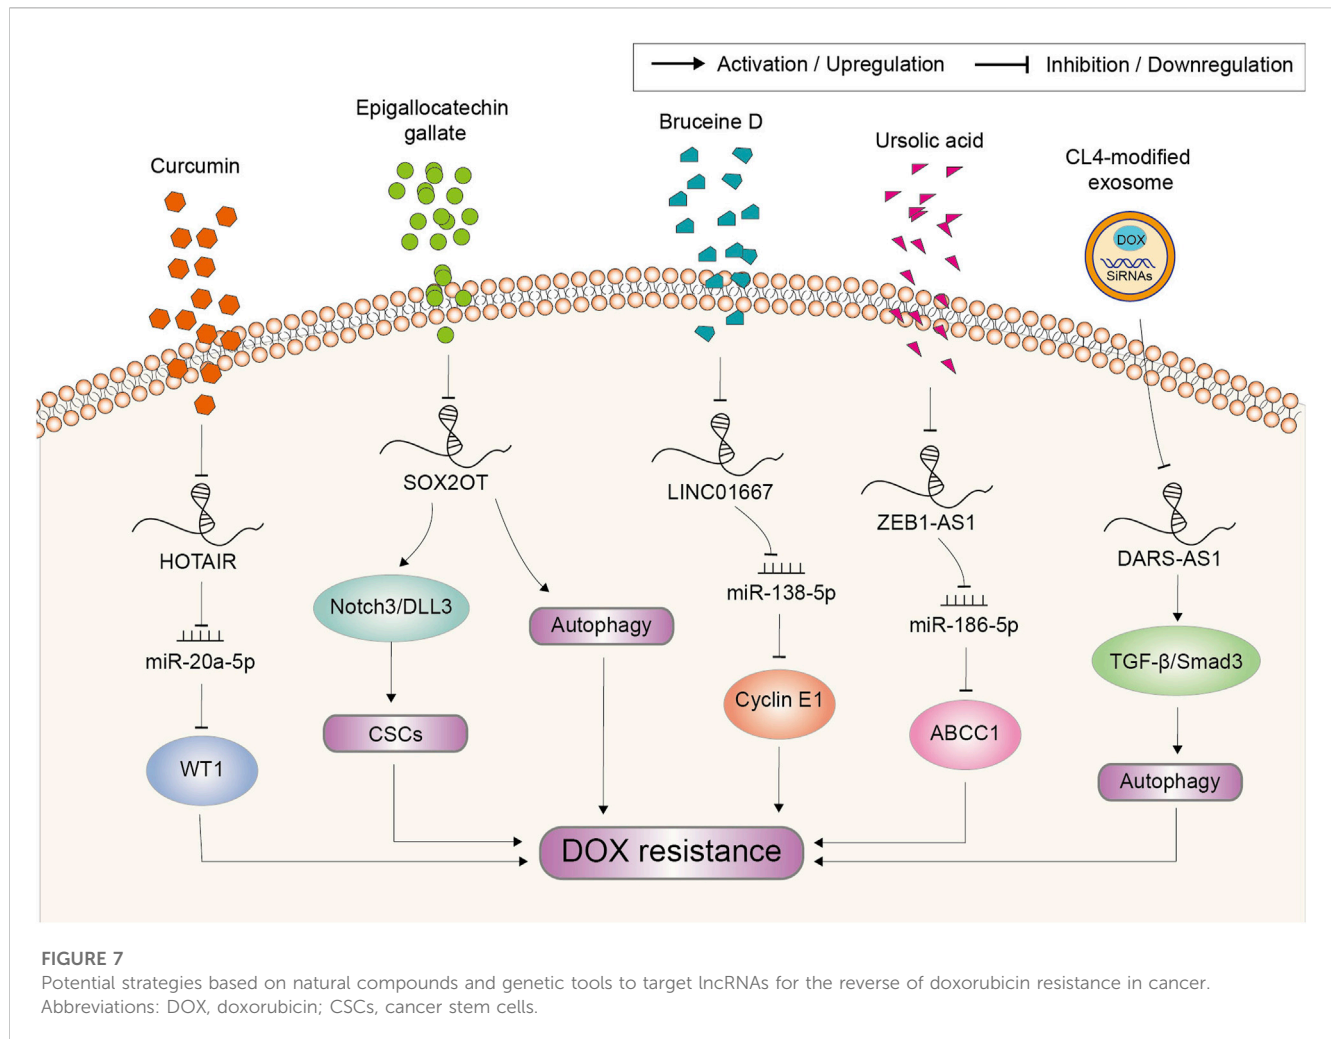 Activation / Upregulation
Inhibition / Downregulation
Curcumin
Epigallocatechin
gallate
Bruceine D
Ursolic acid
CL4-modified
exosome
DOX
SiRNAs
HOTAIR
SOX2OT
LINC01667
ZEB1-AS1
DARS-AS1
miR-20a-5p
Notch3/DLL3
Autophagy
miR-138-5p
miR-186-5p
TGF-β/Smad3
WT1
CSCs
Cyclin E1
ABCC1
Autophagy
DOX resistance
FIGURE 7
Potential strategies based on natural compounds and genetic tools to target lncRNAs for the reverse of doxorubicin resistance in cancer.
Abbreviations: DOX, doxorubicin; CSCs, cancer stem cells.